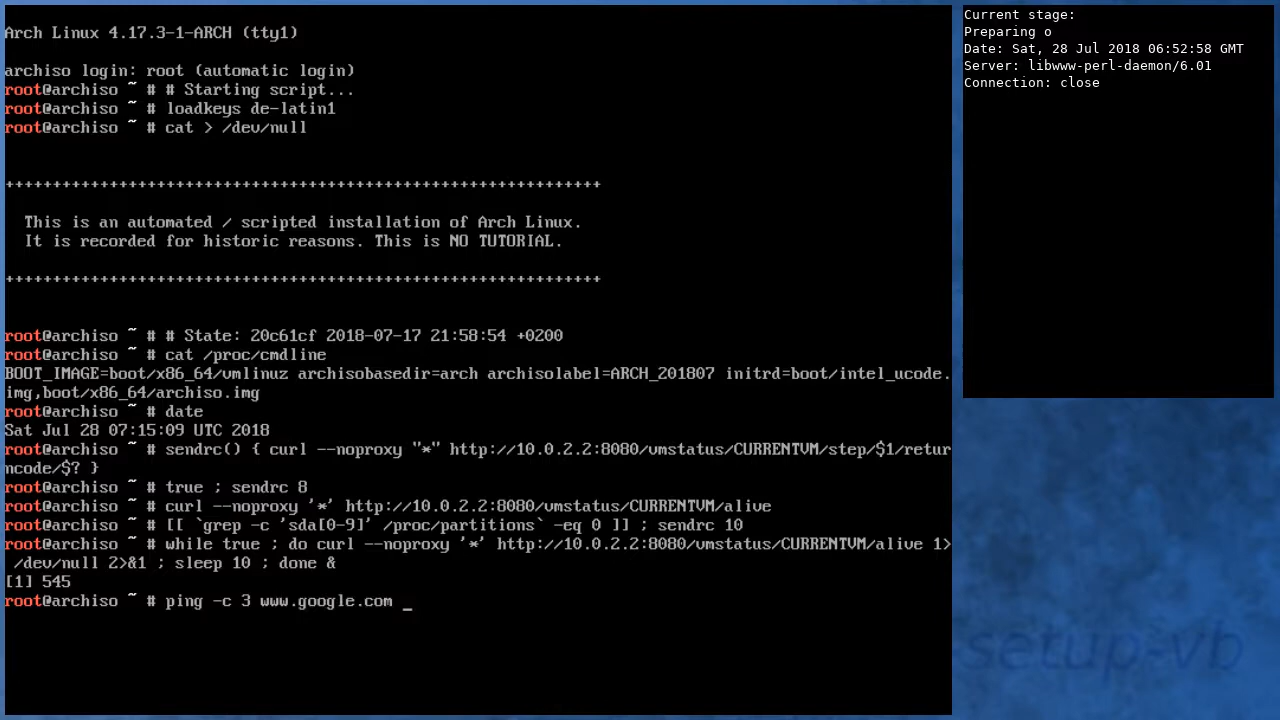 Arch Linux 4.17.3-1-ARCH (tty1)
archiso login: root (automatic login)
root@archiso ~ # # Starting script...
root@archiso ~ # loadkeys de-latin1
root@archiso ~ # cat > /dev/null
+++++++++++++++++++++++++++++++++++++++++++++++++++++++++++++++
This is an automated / scripted installation of Arch Linux.
It is recorded for historic reasons. This is NO TUTORIAL.
+++++++++++++++++++++++++++++++++++++++++++++++++++++++++++++++
root@archiso ~ # # State: 20c61cf 2018-07-17 21:58:54 +0200
root@archiso ~ # cat /proc/cmdline
BOOT_IMAGE=boot/x86_64/vmlinuz archisobasedir=arch archisolabel=ARCH_201807 initrd=boot/intel_ucode.
img,boot/x86_64/archiso.img
root@archiso ~ # date
Sat Jul 28 07:15:09 UTC 2018
root@archiso ~ # sendrc() { curl --noproxy "*" http://10.0.2.2:8080/vmstatus/CURRENTVM/step/$1/retur
ncode/$? }
root@archiso ~ # true ; sendrc 8
root@archiso ~ # curl --noproxy '*' http://10.0.2.2:8080/vmstatus/CURRENTVM/alive
root@archiso ~ # [[ `grep -c 'sda[0-9]' /proc/partitions` -eq 0 ]] ; sendrc 10
root@archiso ~ # while true ; do curl --noproxy '*' http://10.0.2.2:8080/vmstatus/CURRENTVM/alive 1>
/dev/null 2>&1 ; sleep 10 ; done &
[1] 545
root@archiso ~ # ping -c 3 www.google.com _
Current stage:
Preparing o
Date: Sat, 28 Jul 2018 06:52:58 GMT
Server: libwww-perl-daemon/6.01
Connection: close
setup-vb